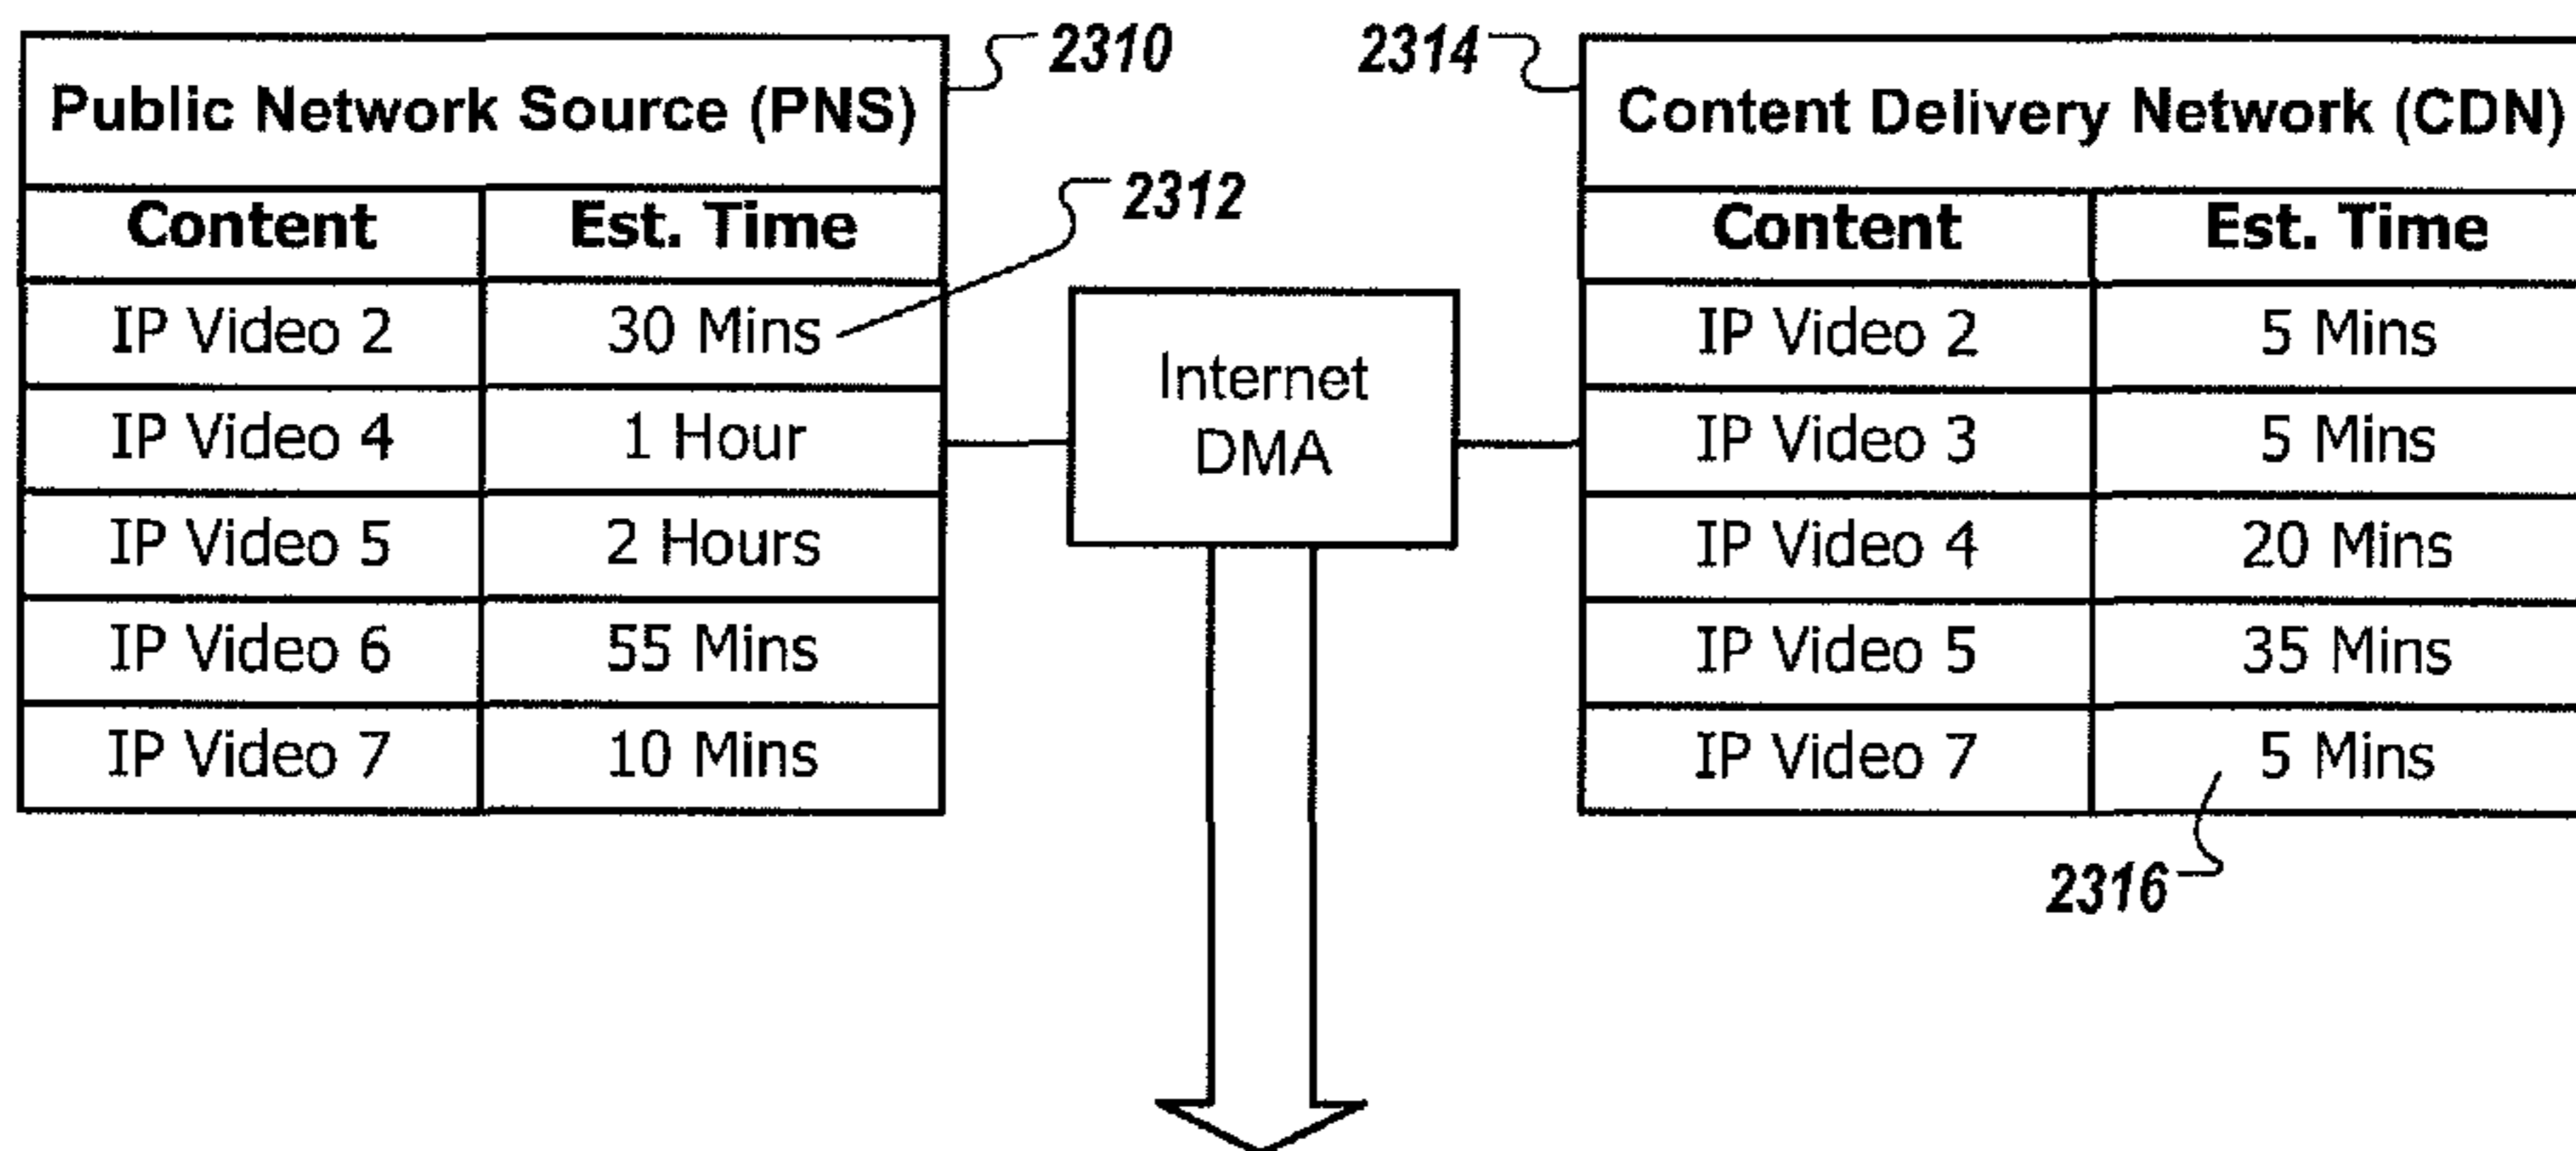 2310
Public Network Source (PNS)
Content Est. Time
2312
IP Video 2 30 Mins
IP Video 4 1 Hour
IP Video 5 2 Hours
IP Video 6 55 Mins
IP Video 7 10 Mins
Internet
DMA
2314
Content Delivery Network (CDN)
Content Est. Time
IP Video 2 5 Mins
IP Video 3 5 Mins
IP Video 4 20 Mins
IP Video 5 35 Mins
IP Video 7 5 Mins
2316